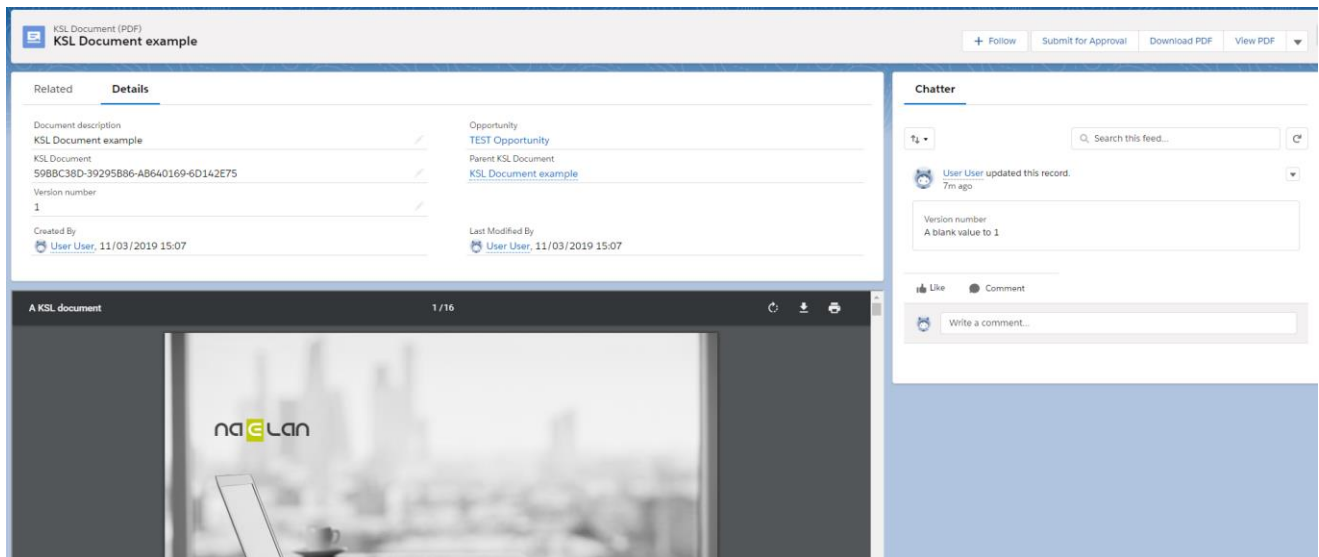 KSL Document (PDF)
KSL Document example
+ Follow
Submit for Approval
Download PDF
View PDF
Related
Details
Document description
KSL Document example
KSL Document
59BBC38D-39295B86-A8640169-6D142E75
Version number
1
Created By
User User, 11/03/2019 15:07
Opportunity
TEST Opportunity
Parent KSL Document
KSL Document example
Last Modified By
User User, 11/03/2019 15:07
A KSL document
1 / 16
naeLan
Chatter
Search this feed...
User User updated this record.
7m ago
Version number
A blank value to 1
Like
Comment
Write a comment...